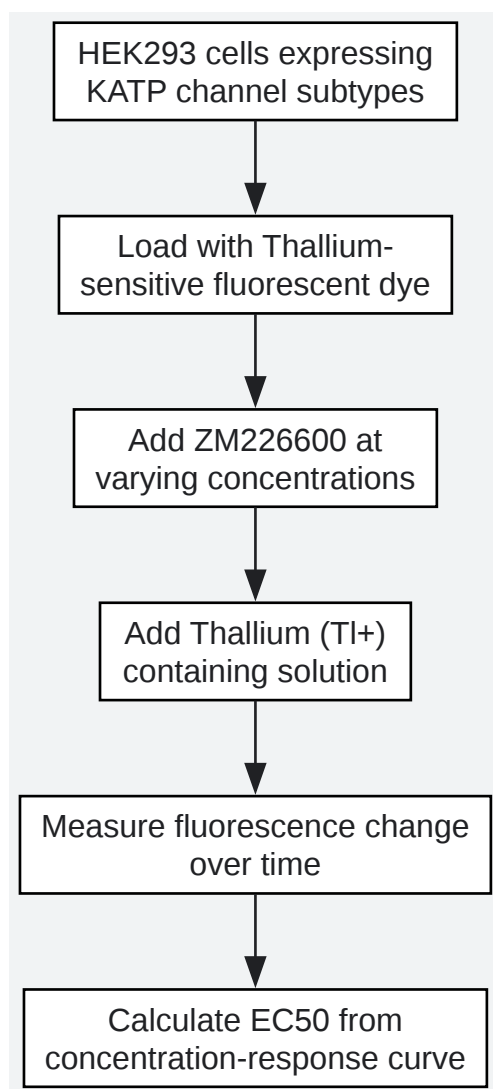 HEK293 cells expressing
KATP channel subtypes
Load with Thallium-
sensitive fluorescent dye
Add ZM226600 at
varying concentrations
Add Thallium (Tl+)
containing solution
Measure fluorescence change
over time
Calculate EC50 from
concentration-response curve